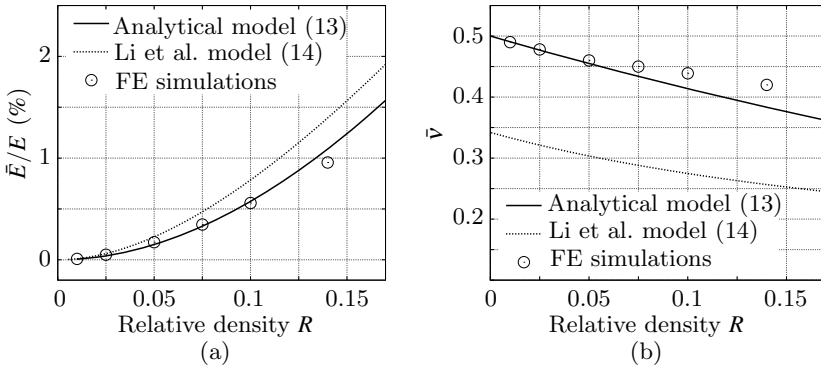 Analytical model (13)
Li et al. model (14)
FE simulations
2
1
0
Ē/E (%)
0
0.05
0.1
0.15
Relative density R
(a)
0.5
0.4
0.3
0.2
ν̄
Analytical model (13)
Li et al. model (14)
FE simulations
0
0.05
0.1
0.15
Relative density R
(b)